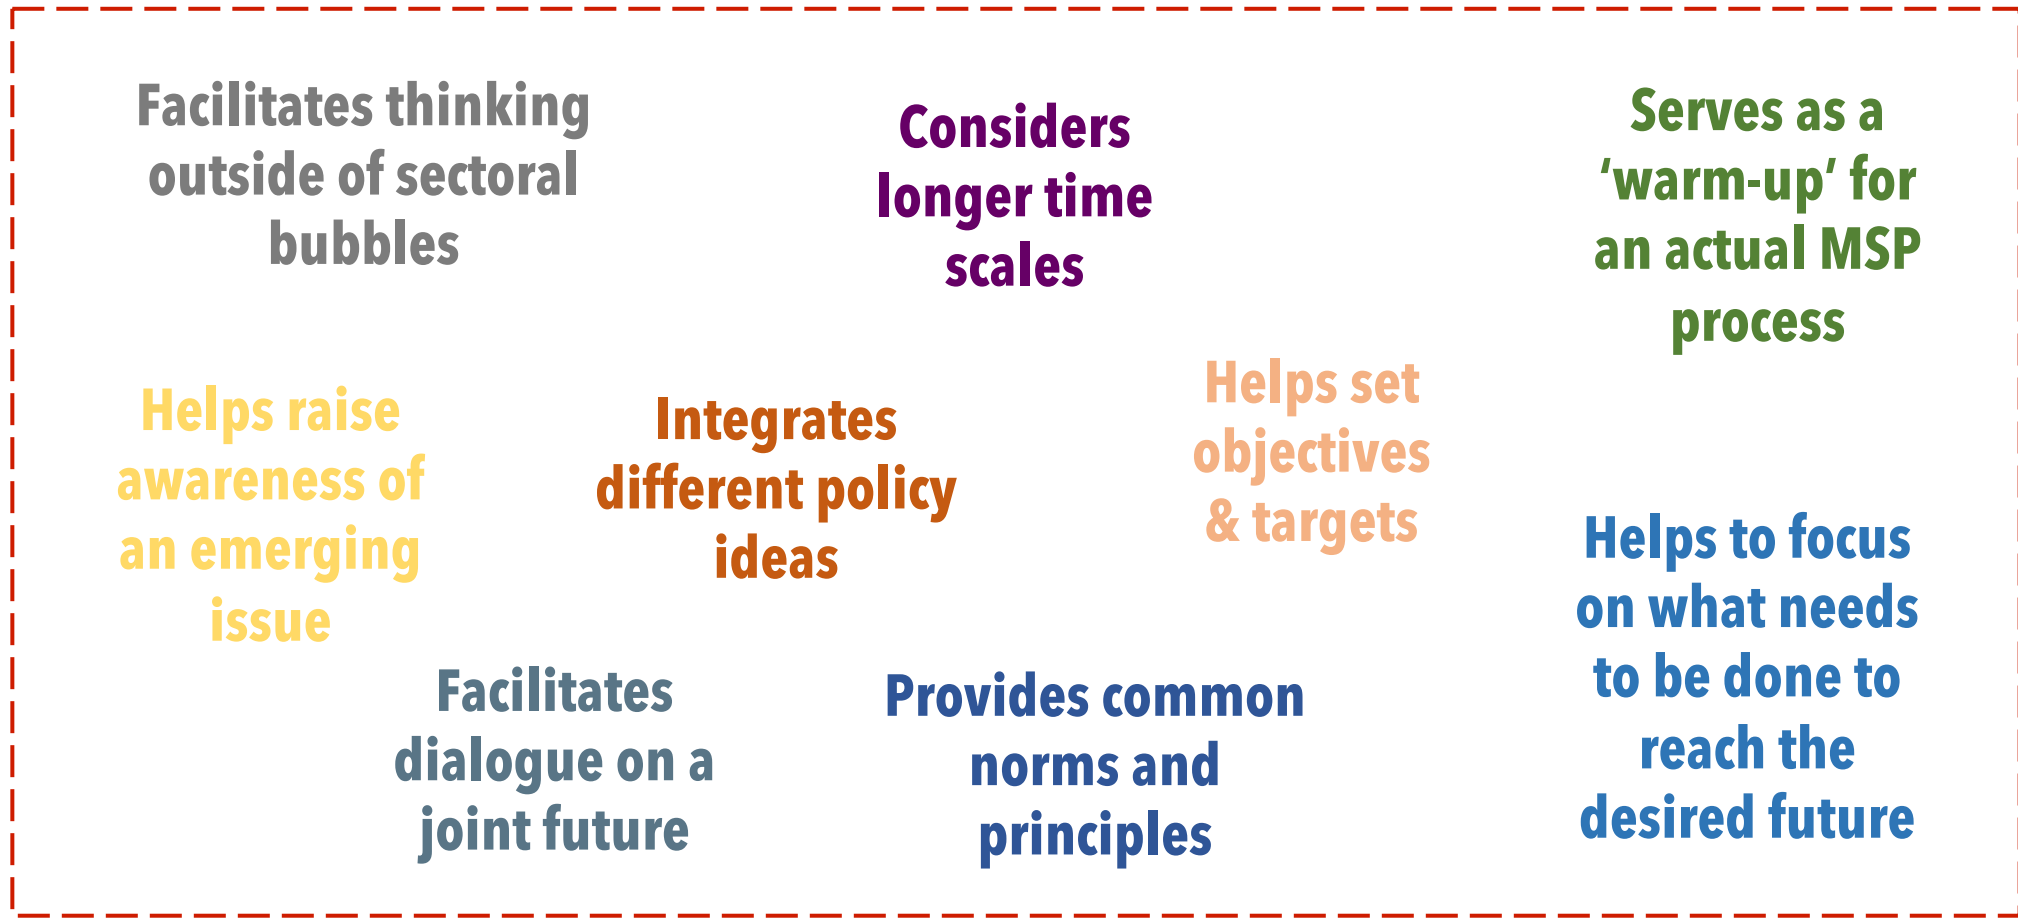 Facilitates thinking
outside of sectoral
bubbles
Considers
longer time
scales
Serves as a
‘warm-up’ for
an actual MSP
process
Helps raise
awareness of
an emerging
issue
Integrates
different policy
ideas
Helps set
objectives
& targets
Helps to focus
on what needs
to be done to
reach the
desired future
Facilitates
dialogue on a
joint future
Provides common
norms and
principles